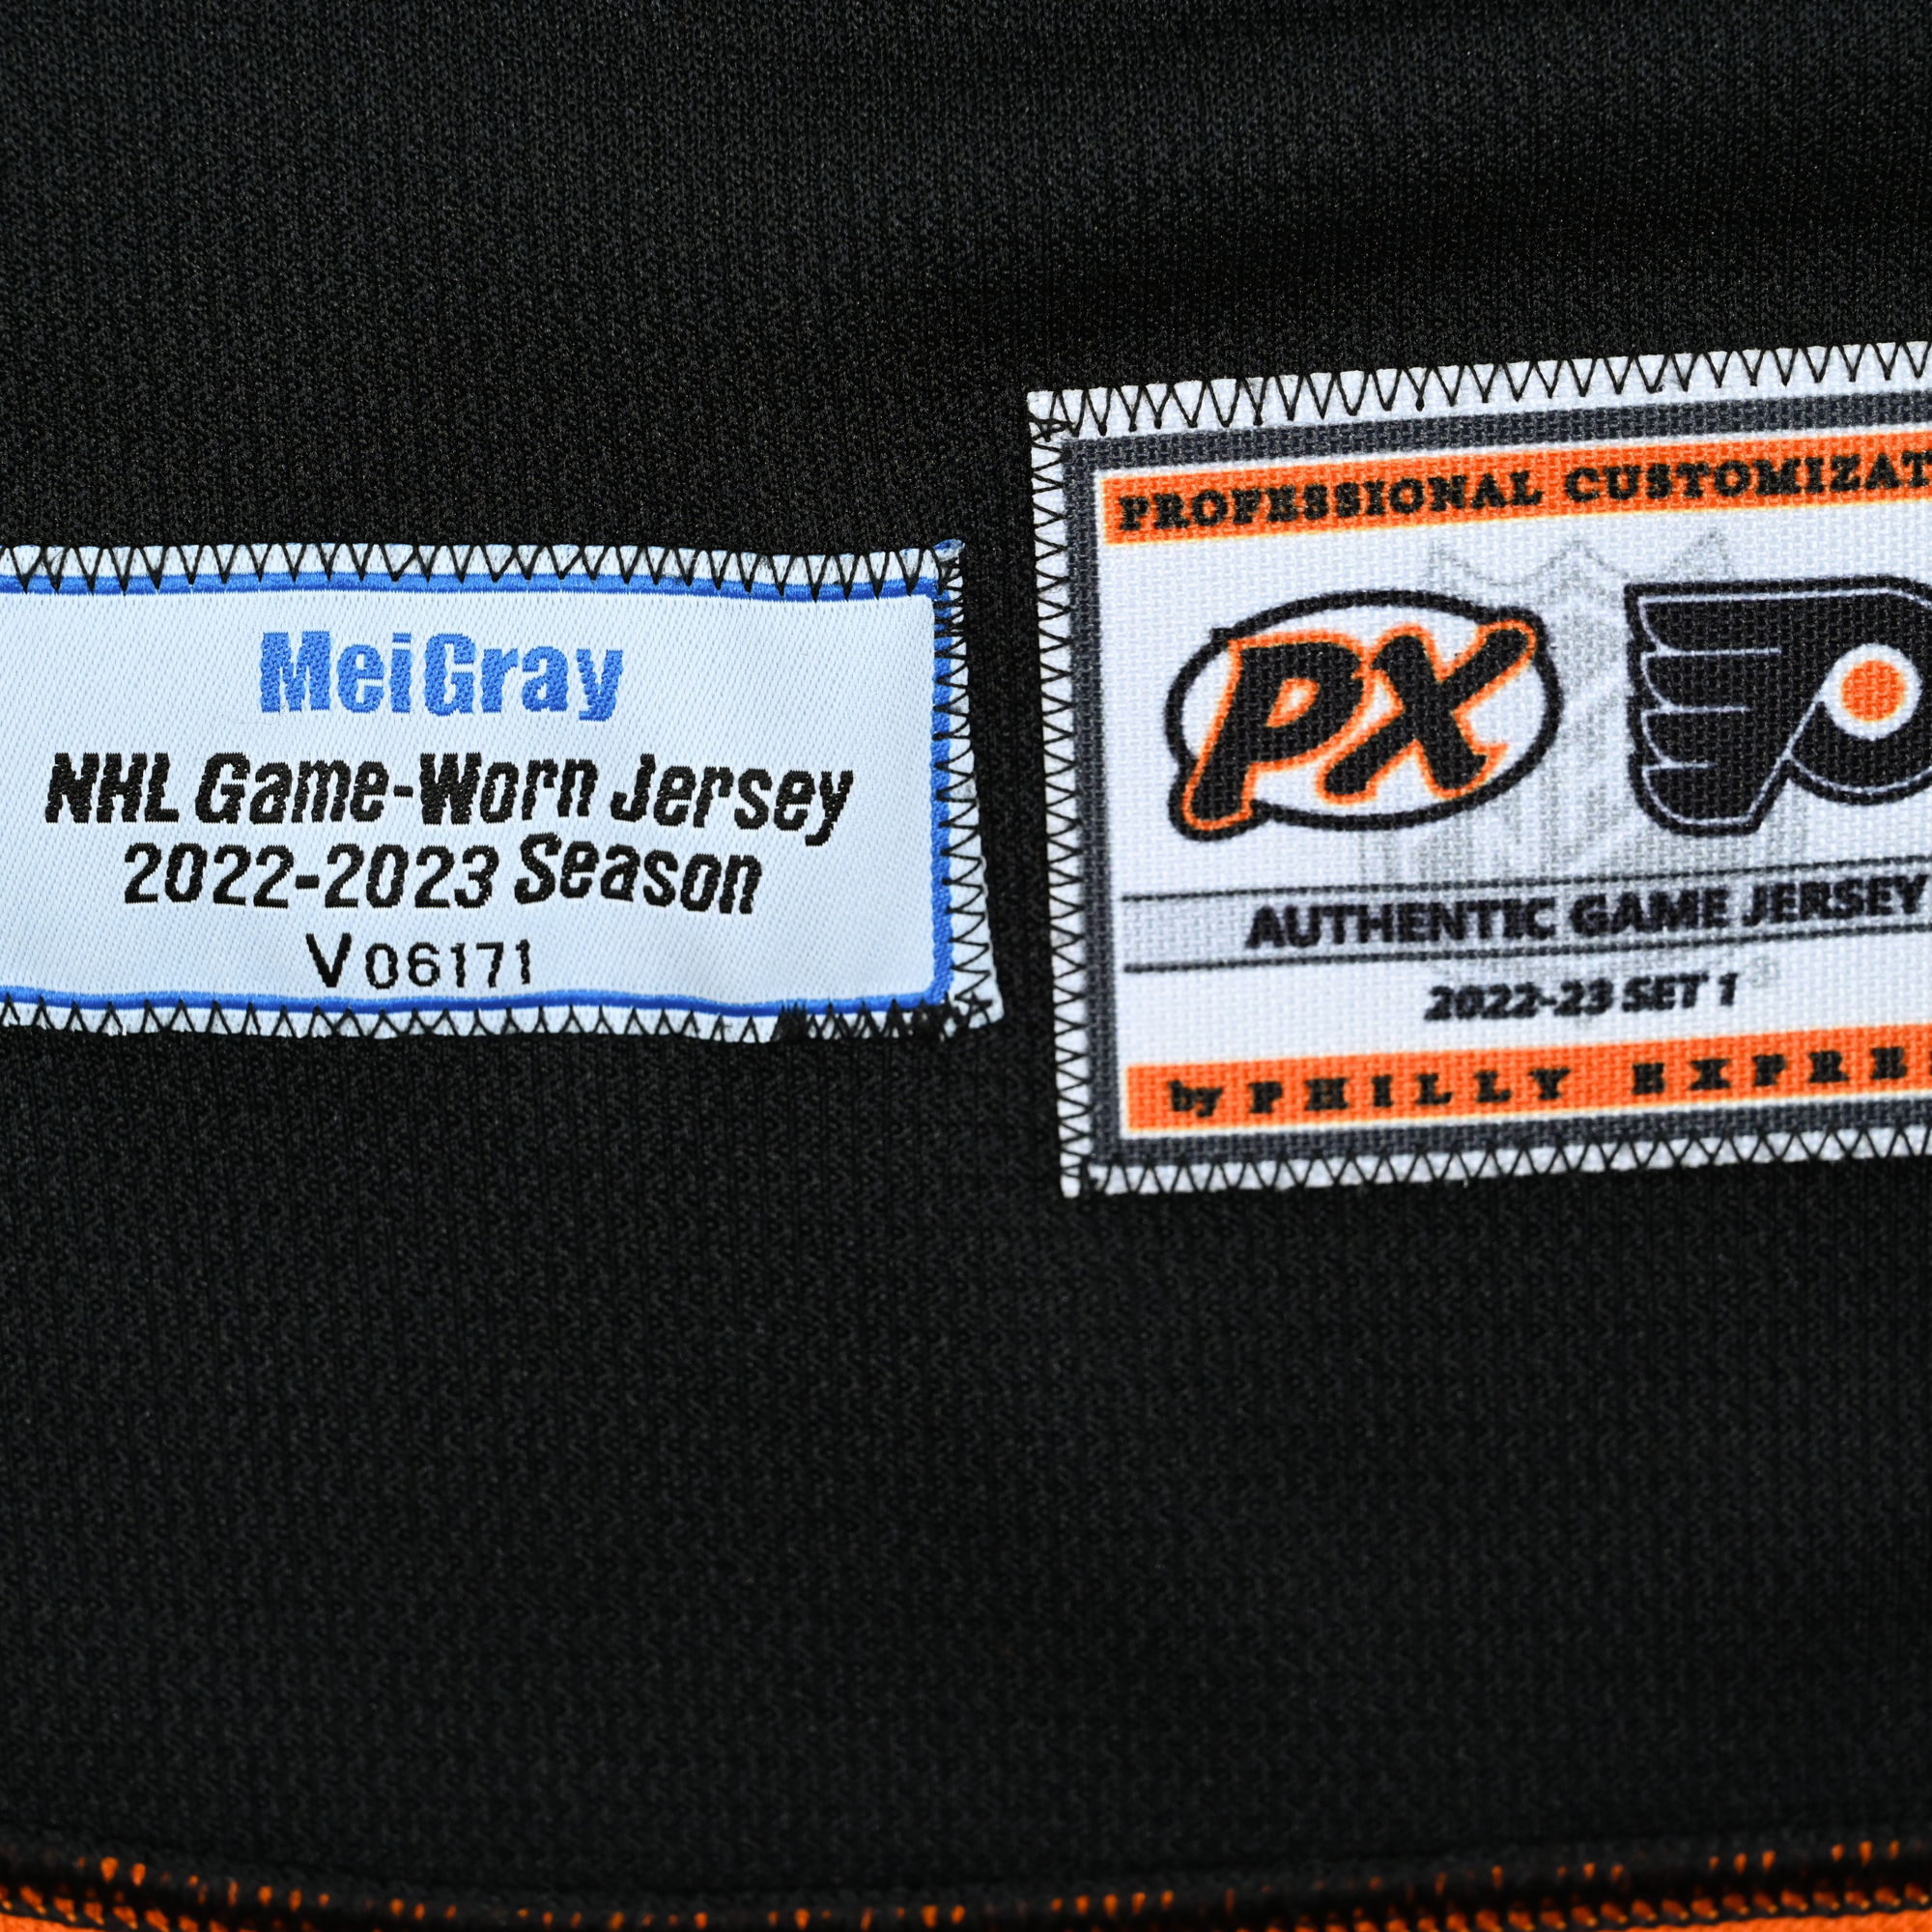 MeiGray
NHL Game-Worn Jersey
2022-2023 Season
V06171
PROFESSIONAL CUSTOMIZAT
PX
AUTHENTIC GAME JERSEY
2022-23 SET 1
by PHILLY EXPRE